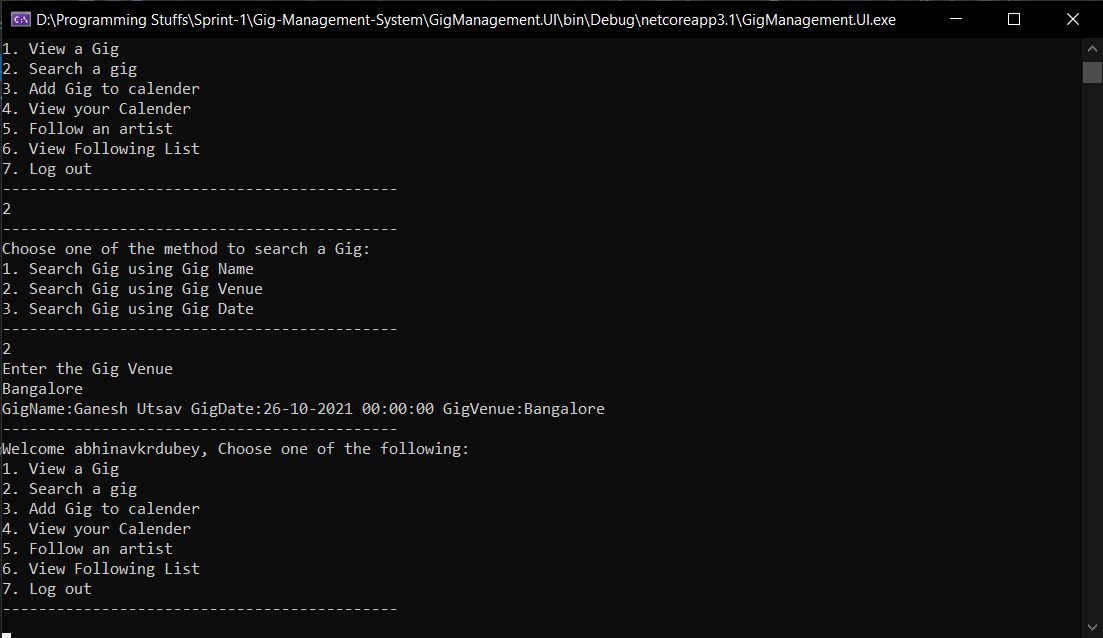 D:\Programming Stuffs\Sprint-1\Gig-Management-System\GigManagement.UI\bin\Debug\netcoreapp3.1\GigManagement.UI.exe
1. View a Gig
2. Search a gig
3. Add Gig to calender
4. View your Calender
5. Follow an artist
6. View Following List
7. Log out
--------------------------------------------
2
--------------------------------------------
Choose one of the method to search a Gig:
1. Search Gig using Gig Name
2. Search Gig using Gig Venue
3. Search Gig using Gig Date
--------------------------------------------
2
Enter the Gig Venue
Bangalore
GigName:Ganesh Utsav GigDate:26-10-2021 00:00:00 GigVenue:Bangalore
--------------------------------------------
Welcome abhinavkrdubey, Choose one of the following:
1. View a Gig
2. Search a gig
3. Add Gig to calender
4. View your Calender
5. Follow an artist
6. View Following List
7. Log out
--------------------------------------------